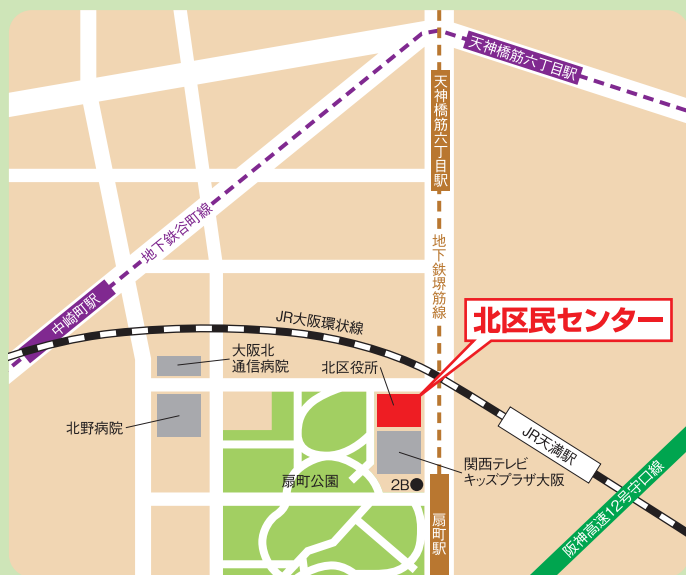 天神橋筋六丁目駅
天神橋筋六丁目駅
地下鉄谷町線
地下鉄堺筋線
中崎町駅
JR大阪環状線
北区民センター
大阪北
通信病院
北区役所
北野病院
JR天満駅
関西テレビ
キッズプラザ大阪
扇町公園
2B
扇町駅
阪神高速12号守口線